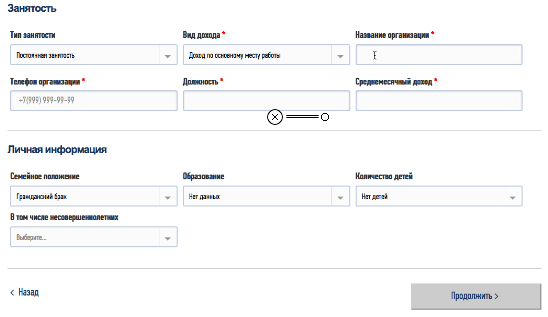 Занятость
Тип занятости Вид дохода * Название организации *
Постоянная занятость Доход по основному месту работы
Телефон организации * Должность * Среднемесячный доход *
+7(999) 999-99-99
Личная информация
Семейное положение Образование Количество детей
Гражданский брак Нет данных Нет детей
В том числе несовершеннолетних
Выберите...
< Назад Продолжить >